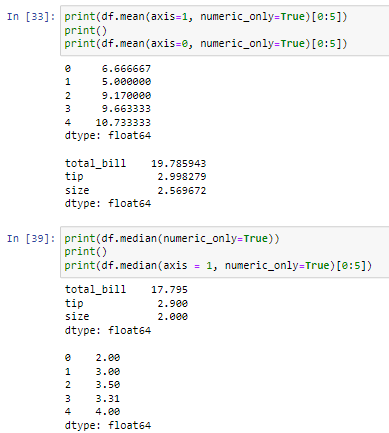 In [33]: print(df.mean(axis=1, numeric_only=True)[0:5])
print()
print(df.mean(axis=0, numeric_only=True)[0:5])
0 6.666667
1 5.000000
2 9.170000
3 9.663333
4 10.733333
dtype: float64
total_bill 19.785943
tip 2.998279
size 2.569672
dtype: float64
In [39]: print(df.median(numeric_only=True))
print()
print(df.median(axis = 1, numeric_only=True)[0:5])
total_bill 17.795
tip 2.900
size 2.000
dtype: float64
0 2.00
1 3.00
2 3.50
3 3.31
4 4.00
dtype: float64